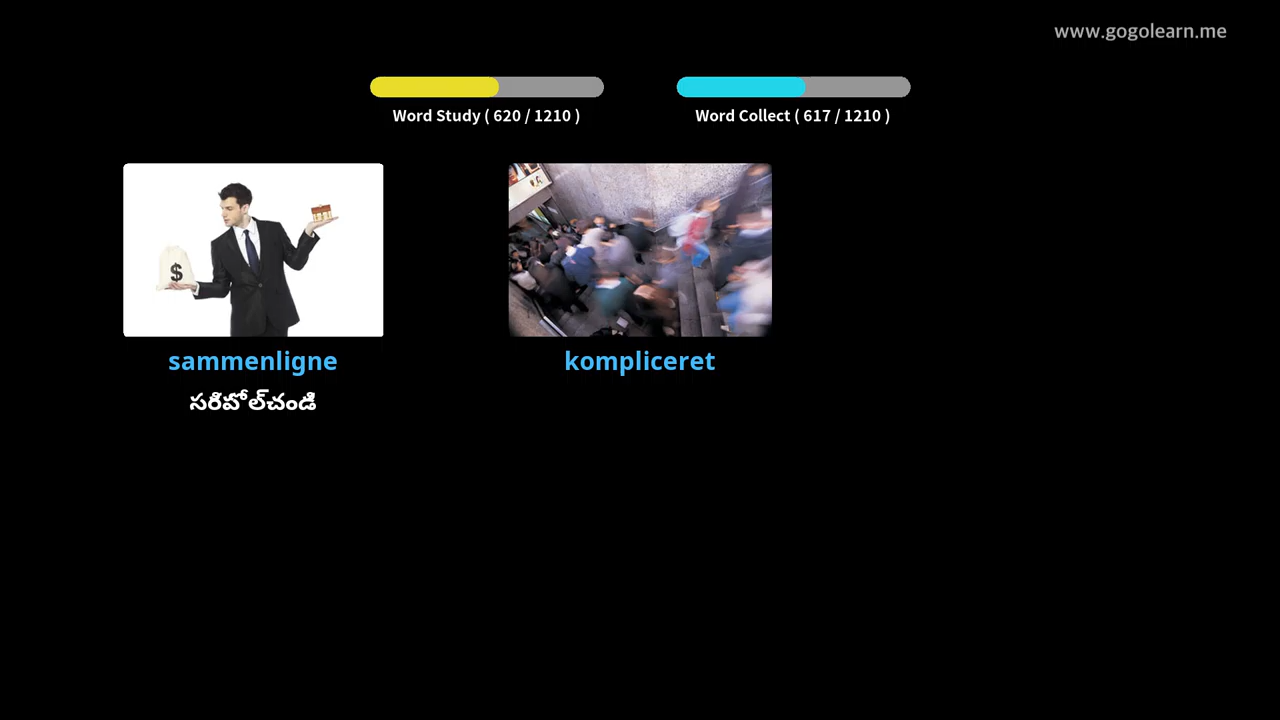 www.gogolearn.me
Word Study ( 620 / 1210 )
Word Collect ( 617 / 1210 )
$
sammenligne
kompliceret
సరిపోల్చండి